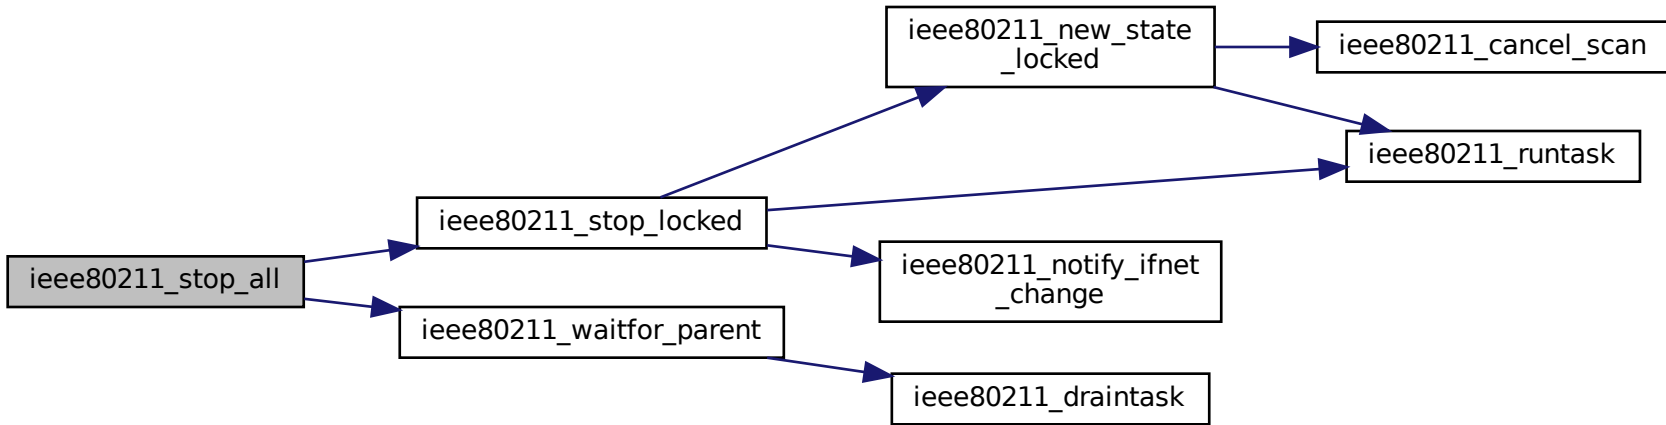 ieee80211_new_state
_locked
ieee80211_cancel_scan
ieee80211_runtask
ieee80211_stop_locked
ieee80211_notify_ifnet
_change
ieee80211_stop_all
ieee80211_waitfor_parent
ieee80211_draintask